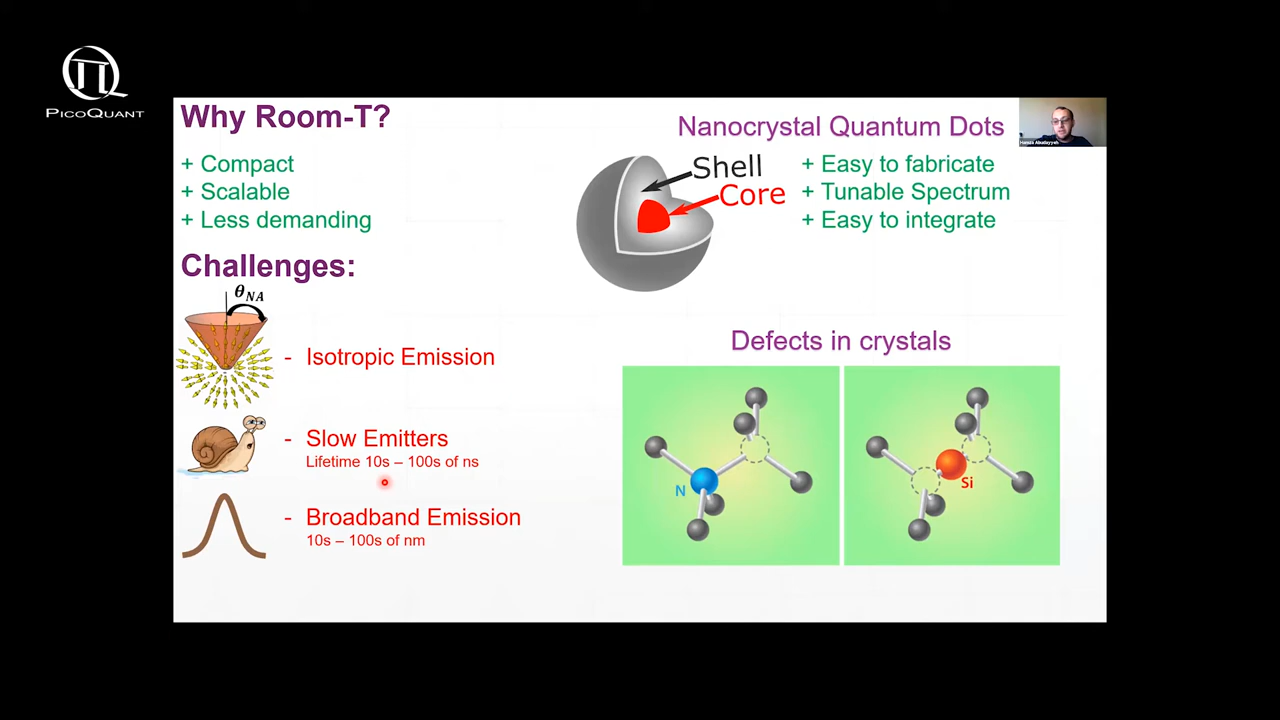 PICOQUANT
Why Room-T?
+ Compact
+ Scalable
+ Less demanding
Challenges:
θNA
- Isotropic Emission
- Slow Emitters
Lifetime 10s – 100s of ns
- Broadband Emission
10s – 100s of nm
Nanocrystal Quantum Dots
Shell
Core
+ Easy to fabricate
+ Tunable Spectrum
+ Easy to integrate
Defects in crystals
N
Si